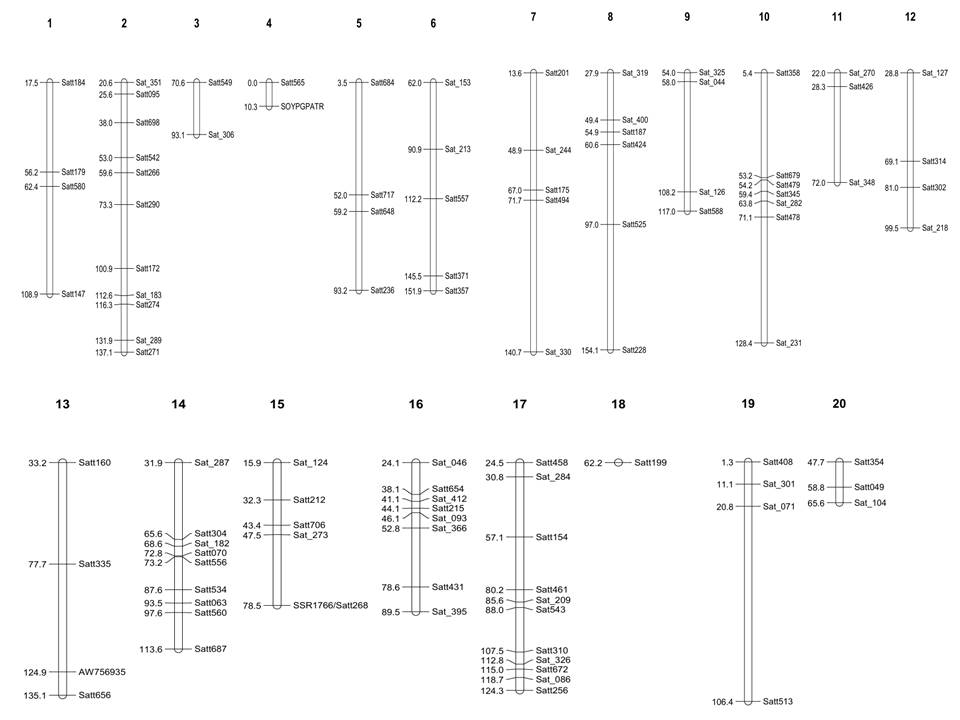 1 2 3 4 5 6 7 8 9 10 11 12
17.5 Satt184
56.2 Satt179
62.4 Satt580
108.9 Satt147
20.6 Sat_351
25.6 Satt095
38.0 Satt698
53.0 Satt542
59.6 Satt266
73.3 Satt290
100.9 Satt172
112.6 Sat_183
116.3 Satt274
131.9 Sat_289
137.1 Satt271
70.6 Satt549
93.1 Sat_306
0.0 Satt565
10.3 SOYPGPATR
3.5 Satt684
52.0 Satt717
59.2 Satt648
93.2 Satt236
62.0 Sat_153
90.9 Sat_213
112.2 Satt557
145.5 Satt371
151.9 Satt357
13.6 Satt201
48.9 Sat_244
67.0 Satt175
71.7 Satt494
140.7 Sat_330
27.9 Sat_319
49.4 Sat_400
54.9 Satt187
60.6 Satt424
97.0 Satt525
154.1 Satt228
54.0 Sat_325
58.0 Sat_044
108.2 Sat_126
117.0 Satt588
5.4 Satt358
53.2 Satt679
54.2 Satt479
59.4 Satt345
63.8 Sat_282
71.1 Satt478
128.4 Sat_231
22.0 Sat_270
28.3 Satt426
72.0 Sat_348
28.8 Sat_127
69.1 Satt314
81.0 Satt302
99.5 Sat_218
13 14 15 16 17 18 19 20
33.2 Satt160
77.7 Satt335
124.9 AW756935
135.1 Satt656
31.9 Sat_287
65.6 Satt304
68.6 Sat_182
72.8 Satt070
73.2 Satt556
87.6 Satt534
93.5 Satt063
97.6 Satt560
113.6 Satt687
15.9 Sat_124
32.3 Satt212
43.4 Satt706
47.5 Sat_273
78.5 SSR1766/Satt268
24.1 Sat_046
38.1 Satt654
41.1 Sat_412
44.1 Satt215
46.1 Sat_093
52.8 Sat_366
78.6 Satt431
89.5 Sat_395
24.5 Satt458
30.8 Sat_284
57.1 Satt154
80.2 Satt461
85.6 Sat_209
88.0 Satt543
107.5 Satt310
112.8 Sat_326
115.0 Satt672
118.7 Sat_086
124.3 Satt256
62.2 Satt199
1.3 Satt408
11.1 Sat_301
20.8 Sat_071
106.4 Satt513
47.7 Satt354
58.8 Satt049
65.6 Sat_104